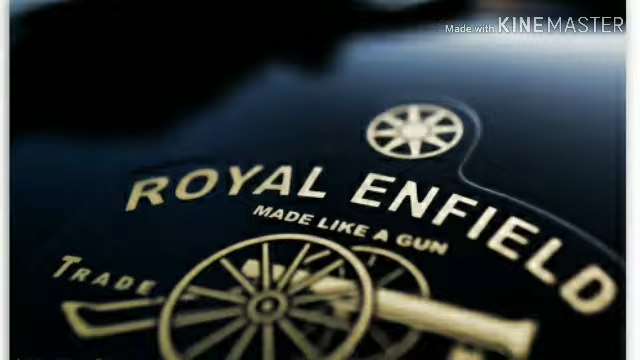 Made with KINEMASTER
ROYAL ENFIELD
MADE LIKE A GUN
TRADE